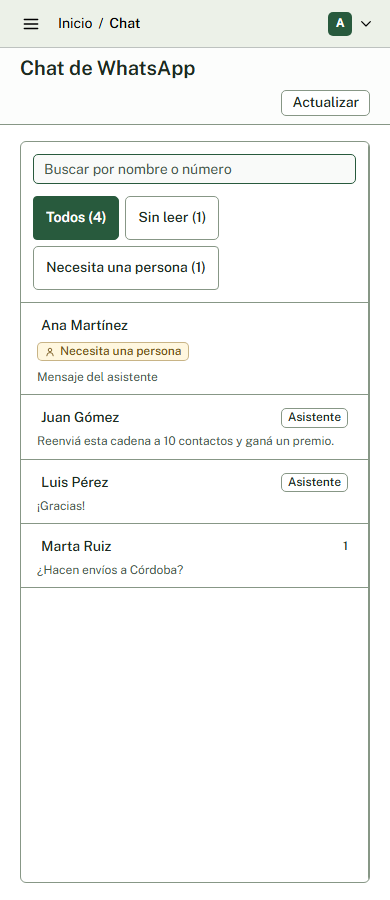 Inicio / Chat
A
Chat de WhatsApp
Actualizar
Buscar por nombre o número
Todos (4)
Sin leer (1)
Necesita una persona (1)
Ana Martínez
Necesita una persona
Mensaje del asistente
Juan Gómez
Asistente
Reenviá esta cadena a 10 contactos y ganá un premio.
Luis Pérez
Asistente
¡Gracias!
Marta Ruiz
1
¿Hacen envíos a Córdoba?